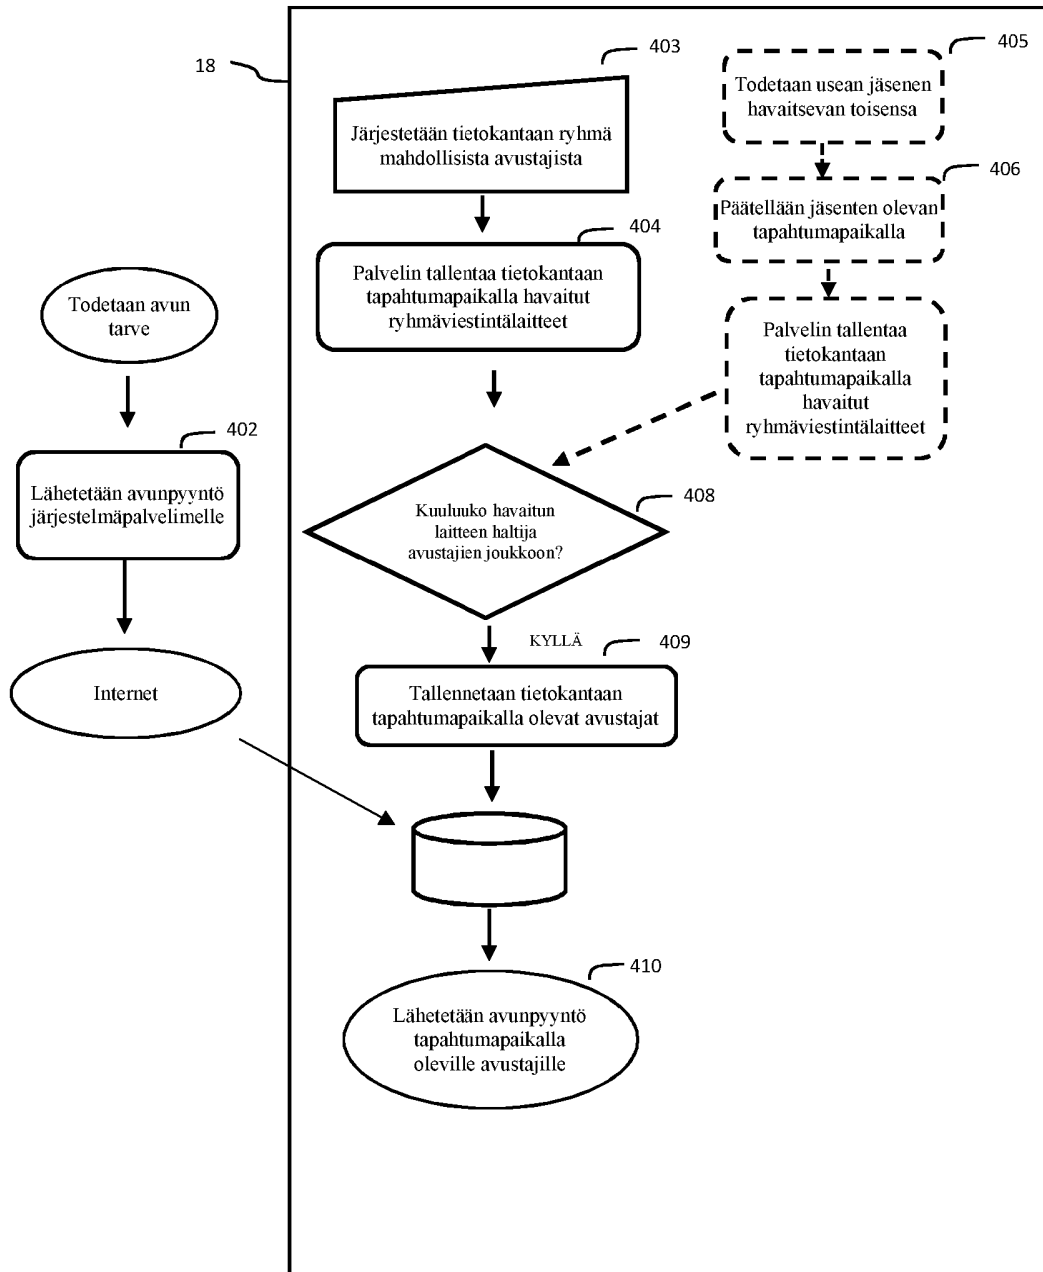 403
405
18
Todetaan usean jäsenen
havaitsevan toisensa
Järjestetään tietokantaan ryhmä
mahdollisista avustajista
406
Päätellään jäsenten olevan
tapahtumapaikalla
404
Palvelin tallentaa tietokantaan
tapahtumapaikalla havaitut
ryhmäviestintälaitteet
Todetaan avun
tarve
Palvelin tallentaa
tietokantaan
tapahtumapaikalla
havaitut
ryhmäviestintälaitteet
402
Lähetetään avunpyyntö
järjestelmäpalvelimelle
408
Kuuluuko havaitun
laitteen haltija
avustajien joukkoon?
KYLLÄ
409
Internet
Tallennetaan tietokantaan
tapahtumapaikalla olevat avustajat
410
Lähetetään avunpyyntö
tapahtumapaikalla
oleville avustajille